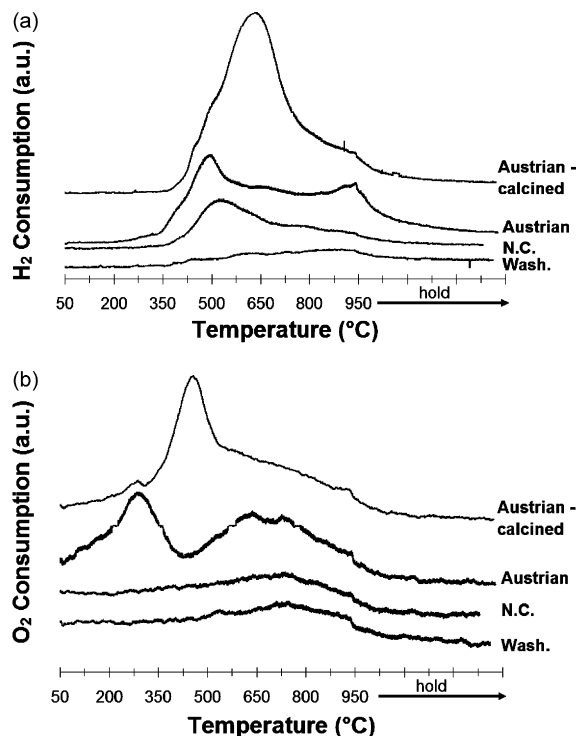 (a)
H₂ Consumption (a.u.)
Austrian -
calcined
Austrian
N.C.
Wash.
50 200 350 500 650 800 950 hold
Temperature (°C)
(b)
O₂ Consumption (a.u.)
Austrian -
calcined
Austrian
N.C.
Wash.
50 200 350 500 650 750 950 hold
Temperature (°C)